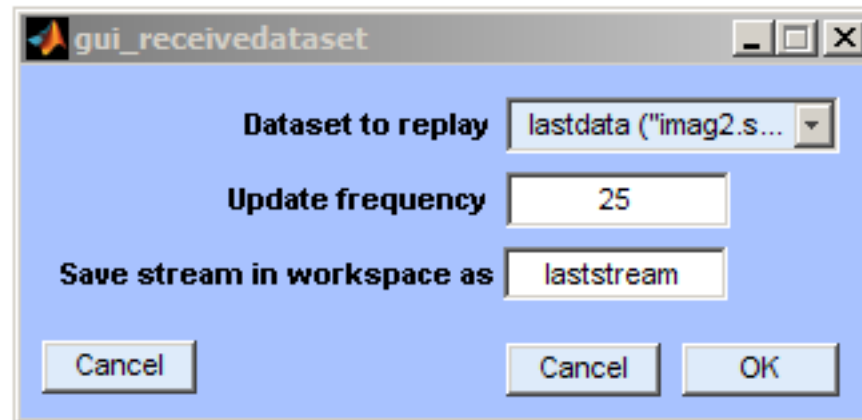 gui_receivedataset
Dataset to replay lastdata ("imag2.s...
Update frequency 25
Save stream in workspace as laststream
Cancel Cancel OK